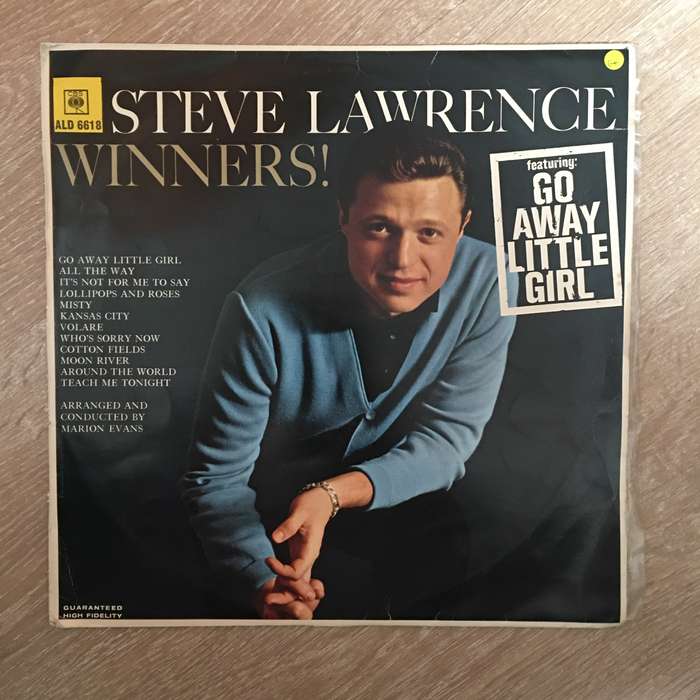 CBS
ALD 6618
STEVE LAWRENCE
WINNERS!
featuring:
GO
AWAY
LITTLE
GIRL
GO AWAY LITTLE GIRL
ALL THE WAY
IT'S NOT FOR ME TO SAY
LOLLIPOPS AND ROSES
MISTY
KANSAS CITY
VOLARE
WHO'S SORRY NOW
COTTON FIELDS
MOON RIVER
AROUND THE WORLD
TEACH ME TONIGHT
ARRANGED AND
CONDUCTED BY
MARION EVANS
GUARANTEED
HIGH FIDELITY